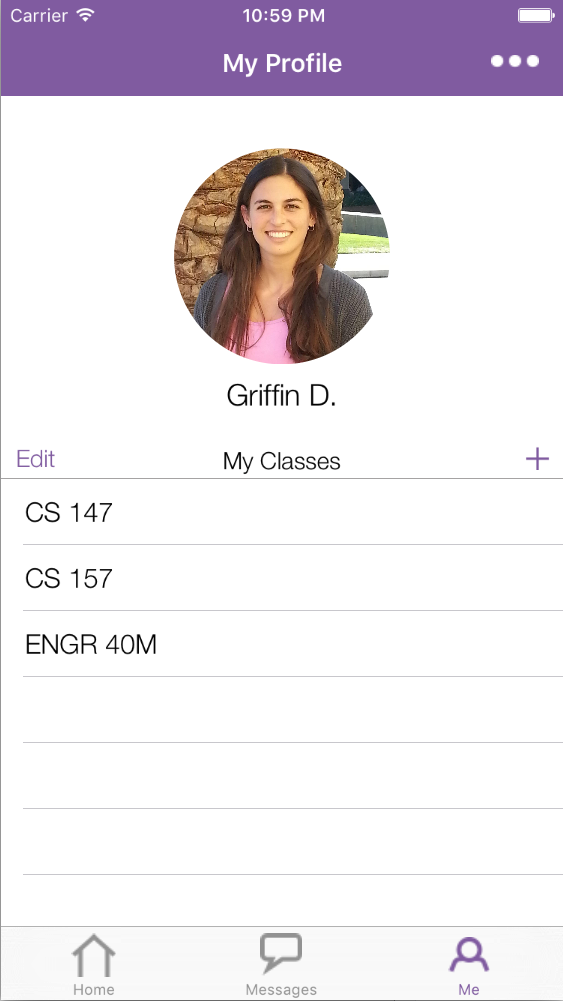 Carrier 10:59 PM
My Profile
Griffin D.
Edit My Classes +
CS 147
CS 157
ENGR 40M
Home Messages Me